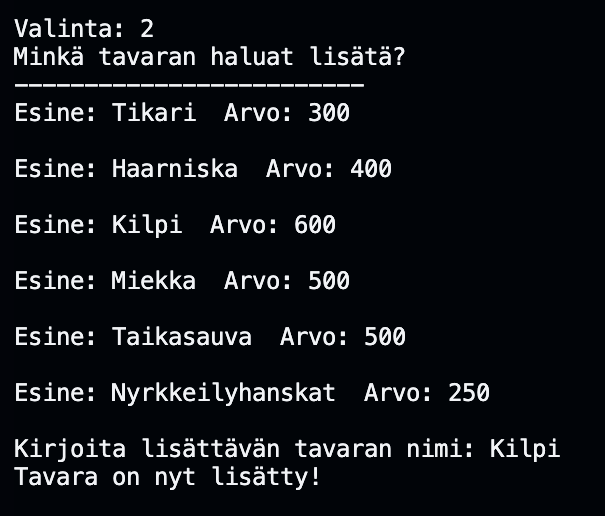 Valinta: 2
Minkä tavaran haluat lisätä?
-------------------------
Esine: Tikari  Arvo: 300
Esine: Haarniska  Arvo: 400
Esine: Kilpi  Arvo: 600
Esine: Miekka  Arvo: 500
Esine: Taikasauva  Arvo: 500
Esine: Nyrkkeilyhanskat  Arvo: 250
Kirjoita lisättävän tavaran nimi: Kilpi
Tavara on nyt lisätty!